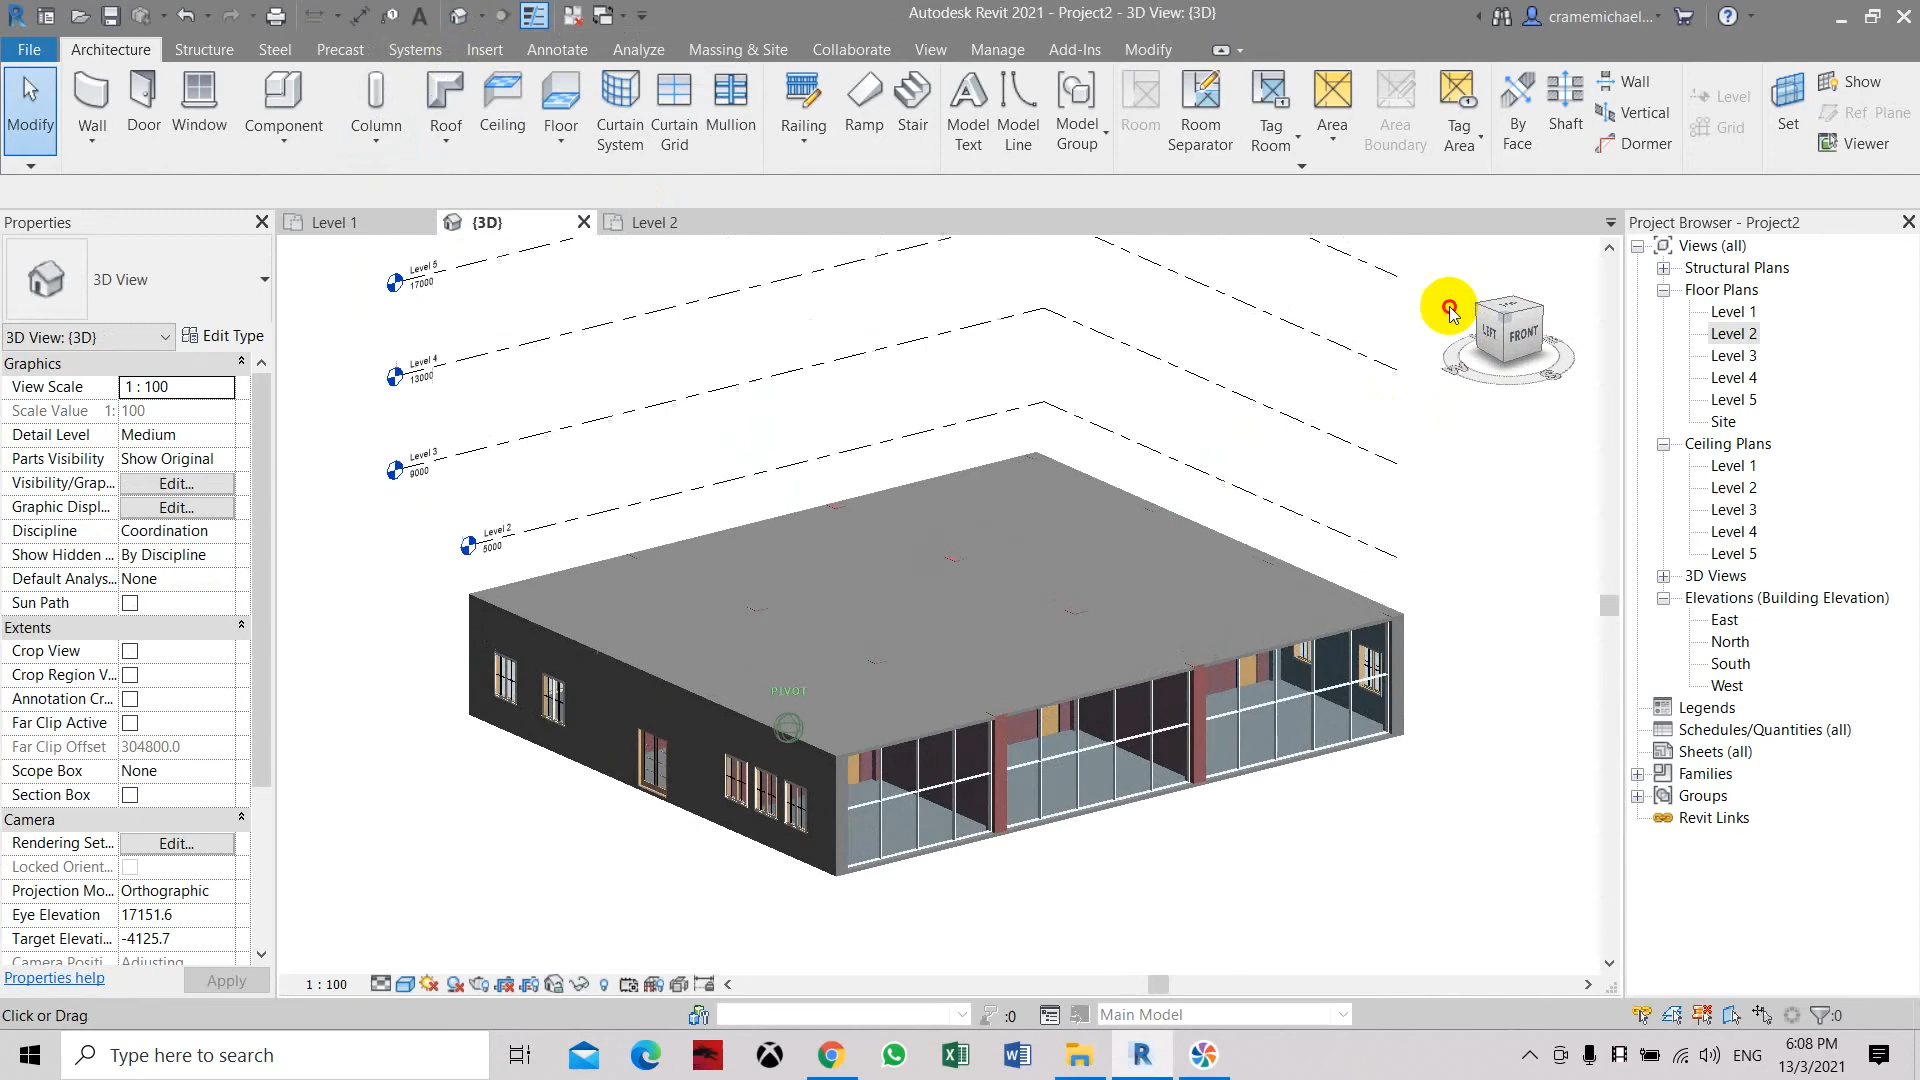 Autodesk Revit 2021 - Project2 - 3D View: {3D}
cramemichael...
File Architecture Structure Steel Precast Systems Insert Annotate Analyze Massing & Site Collaborate View Manage Add-Ins Modify
Modify
Wall
Door
Window
Component
Column
Roof
Ceiling
Floor
Curtain System
Curtain Grid
Mullion
Railing
Ramp
Stair
Model Text
Model Line
Model Group
Room
Room Separator
Tag Room
Area
Area Boundary
Tag Area
By Face
Shaft
Wall
Vertical
Dormer
Level
Grid
Set
Show
Ref Plane
Viewer
Properties
3D View
3D View: {3D}
Edit Type
Graphics
View Scale 1 : 100
Scale Value 1: 100
Detail Level Medium
Parts Visibility Show Original
Visibility/Grap... Edit...
Graphic Displ... Edit...
Discipline Coordination
Show Hidden ... By Discipline
Default Analys... None
Sun Path
Extents
Crop View
Crop Region V...
Annotation Cr...
Far Clip Active
Far Clip Offset 304800.0
Scope Box None
Section Box
Camera
Rendering Set... Edit...
Locked Orient...
Projection Mo... Orthographic
Eye Elevation 17151.6
Target Elevati... -4125.7
Camera Positi... Adjusting
Properties help
Apply
Level 1
{3D}
Level 2
Level 5
17000
Level 4
13000
Level 3
9000
Level 2
5000
PIVOT
TOP
LEFT
FRONT
W
S
Project Browser - Project2
Views (all)
Structural Plans
Floor Plans
Level 1
Level 2
Level 3
Level 4
Level 5
Site
Ceiling Plans
Level 1
Level 2
Level 3
Level 4
Level 5
3D Views
Elevations (Building Elevation)
East
North
South
West
Legends
Schedules/Quantities (all)
Sheets (all)
Families
Groups
Revit Links
1 : 100
Click or Drag
:0
Main Model
:0
Type here to search
ENG
6:08 PM
13/3/2021